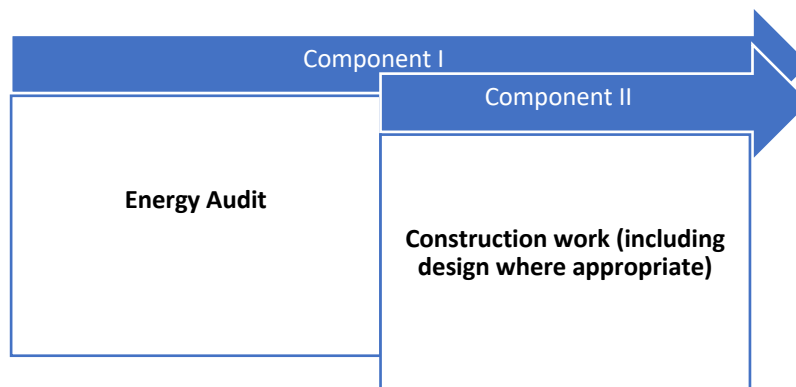 Component I
Component II
Energy Audit
Construction work (including
design where appropriate)